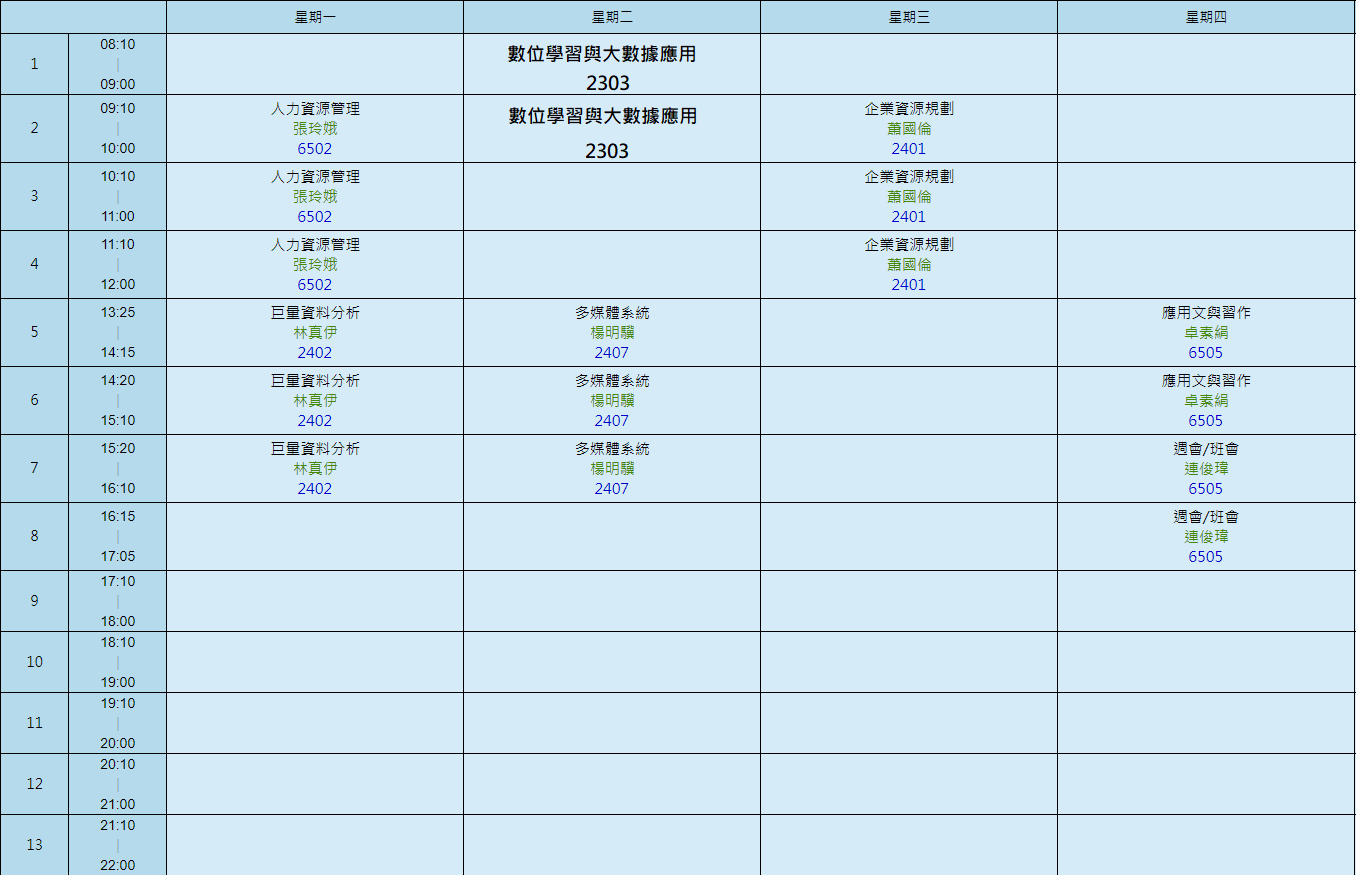 星期一 星期二 星期三 星期四
1
08:10
|
09:00
數位學習與大數據應用
2303
2
09:10
|
10:00
人力資源管理
張玲娥
6502
數位學習與大數據應用
2303
企業資源規劃
蕭國倫
2401
3
10:10
|
11:00
人力資源管理
張玲娥
6502
企業資源規劃
蕭國倫
2401
4
11:10
|
12:00
人力資源管理
張玲娥
6502
企業資源規劃
蕭國倫
2401
5
13:25
|
14:15
巨量資料分析
林真伊
2402
多媒體系統
楊明驥
2407
應用文與習作
卓素絹
6505
6
14:20
|
15:10
巨量資料分析
林真伊
2402
多媒體系統
楊明驥
2407
應用文與習作
卓素絹
6505
7
15:20
|
16:10
巨量資料分析
林真伊
2402
多媒體系統
楊明驥
2407
週會/班會
連俊瑋
6505
8
16:15
|
17:05
週會/班會
連俊瑋
6505
9
17:10
|
18:00
10
18:10
|
19:00
11
19:10
|
20:00
12
20:10
|
21:00
13
21:10
|
22:00